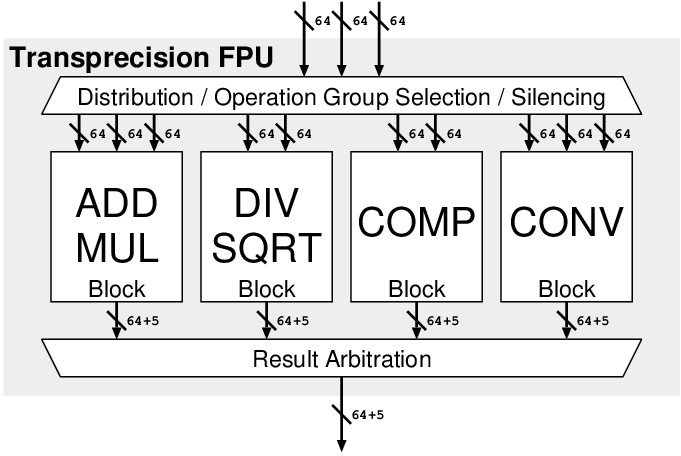 64 64 64
Transprecision FPU
Distribution / Operation Group Selection / Silencing
64 64 64 64 64 64 64 64 64 64
ADD
MUL
Block
DIV
SQRT
Block
COMP
Block
CONV
Block
64+5 64+5 64+5 64+5
Result Arbitration
64+5